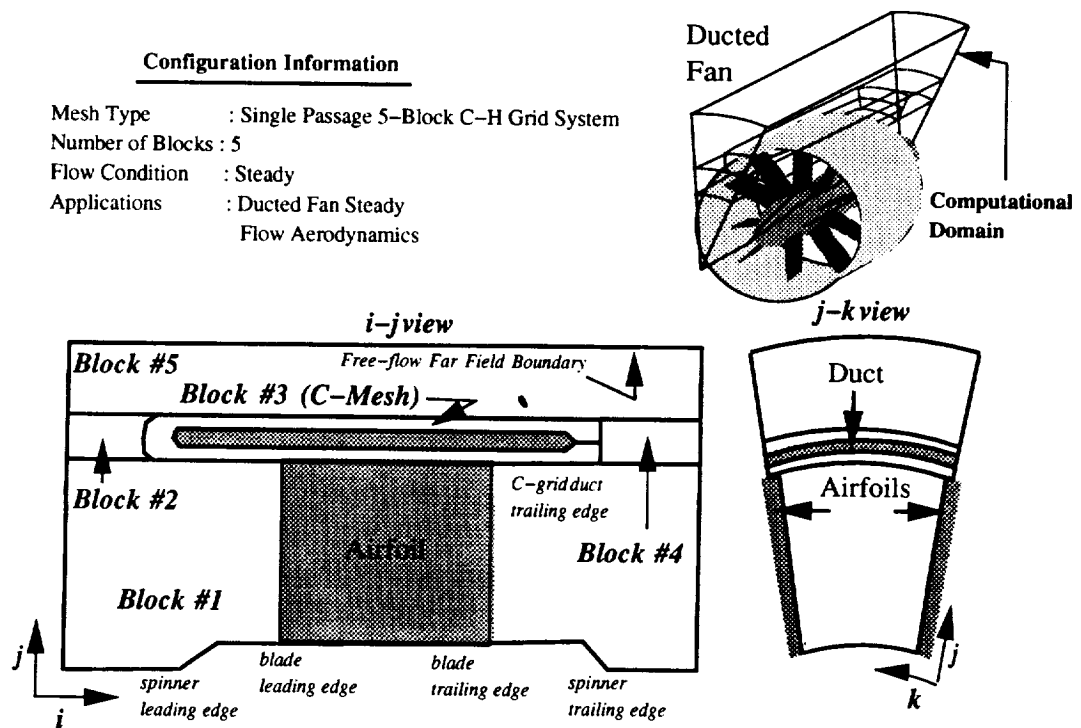 Configuration Information
Mesh Type : Single Passage 5-Block C-H Grid System
Number of Blocks : 5
Flow Condition : Steady
Applications : Ducted Fan Steady
Flow Aerodynamics
Ducted
Fan
Computational
Domain
i-j view
Block #5
Free-flow Far Field Boundary
Block #3 (C-Mesh)
Block #2
C-grid duct
trailing edge
Airfoil
Block #4
Block #1
j
i
spinner
leading edge
blade
leading edge
blade
trailing edge
spinner
trailing edge
j-k view
Duct
Airfoils
j
k